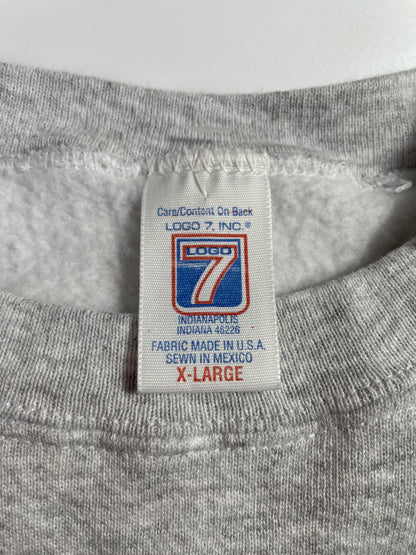 Care/Content On Back
LOGO 7, INC.®
LOGO
7
INDIANAPOLIS
INDIANA 46226
FABRIC MADE IN U.S.A.
SEWN IN MEXICO
X-LARGE